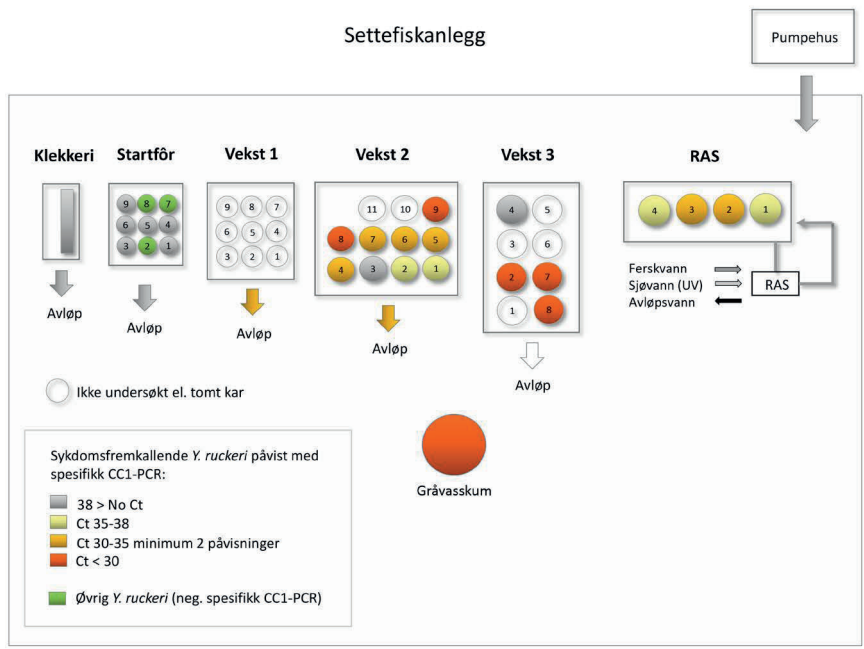 Settefiskanlegg
Pumpehus
Klekkeri
Startfôr
Vekst 1
Vekst 2
Vekst 3
RAS
9 8 7
6 5 4
3 2 1
Avløp
Avløp
9 8 7
6 5 4
3 2 1
Avløp
11 10 9
8 7 6 5
4 3 2 1
Avløp
4 5
3 6
2 7
1 8
Avløp
4 3 2 1
Ferskvann
Sjøvann (UV)
Avløpsvann
RAS
Ikke undersøkt el. tomt kar
Gråvasskum
Sykdomsfremkallende Y. ruckeri påvist med
spesifikk CC1-PCR:
38 > No Ct
Ct 35-38
Ct 30-35 minimum 2 påvisninger
Ct < 30
Øvrig Y. ruckeri (neg. spesifikk CC1-PCR)